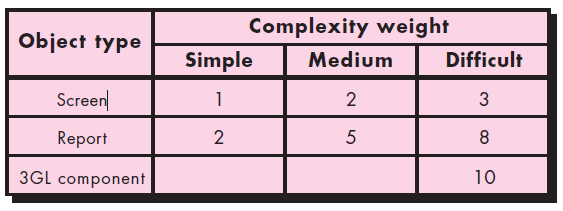 Object type
Complexity weight
Simple Medium Difficult
Screen 1 2 3
Report 2 5 8
3GL component 10